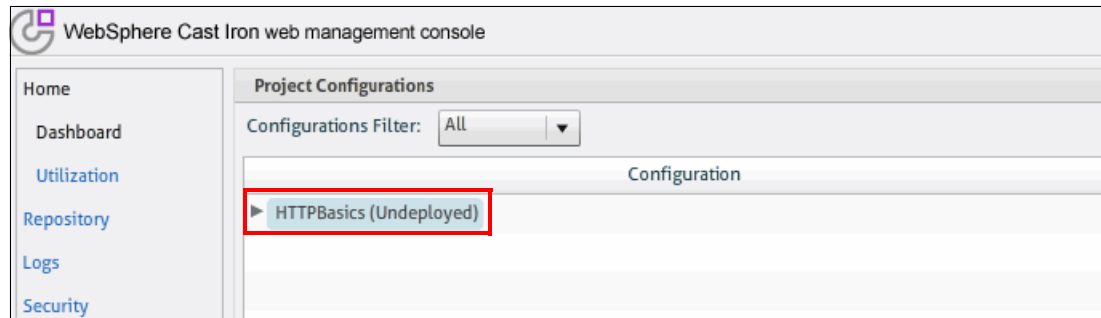 WebSphere Cast Iron web management console
Home
Dashboard
Utilization
Repository
Logs
Security
Project Configurations
Configurations Filter: All
Configuration
HTTPBasics (Undeployed)